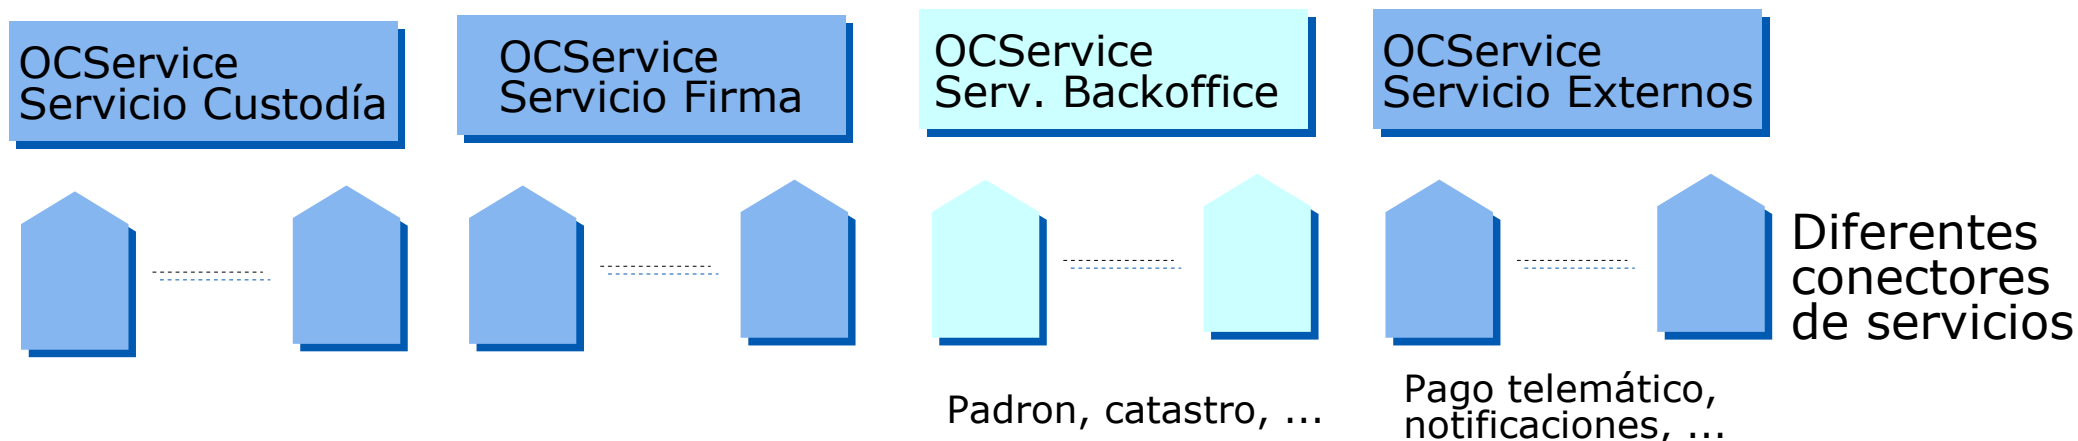 OCService
Servicio Custodía
OCService
Servicio Firma
OCService
Serv. Backoffice
OCService
Servicio Externos
Diferentes
conectores
de servicios
Padron, catastro, ...
Pago telemático,
notificaciones, ...